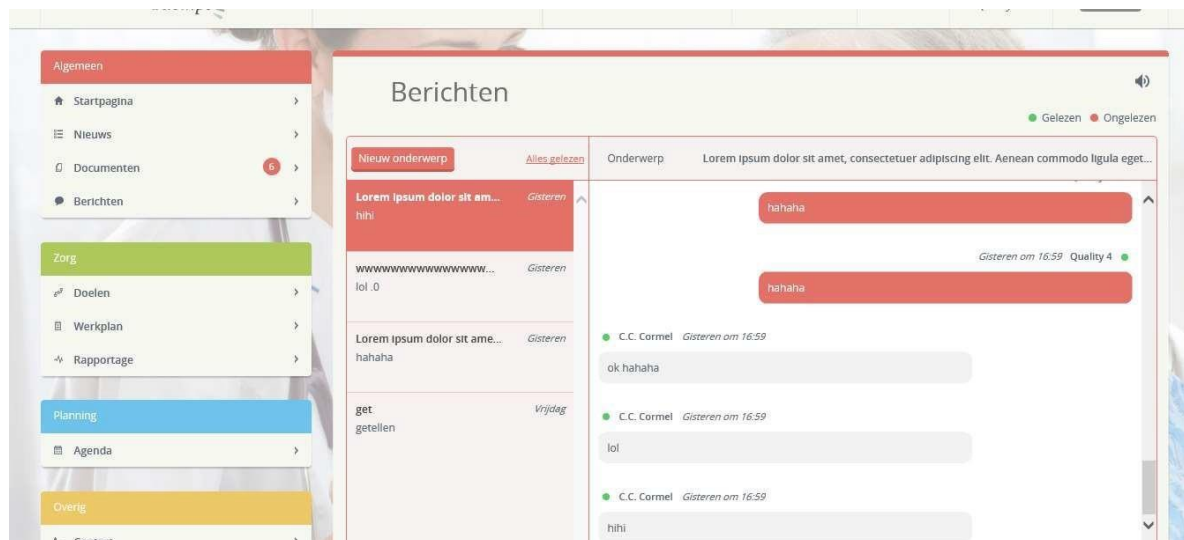 Algemeen
Startpagina
Nieuws
Documenten 6
Berichten
Zorg
Doelen
Werkplan
Rapportage
Planning
Agenda
Overig
Berichten
Gelezen Ongelezen
Nieuw onderwerp Alles gelezen
Lorem ipsum dolor sit am... Gisteren
hihi
wwwwwwwwwwwwwwww... Gisteren
lol .0
Lorem ipsum dolor sit ame... Gisteren
hahaha
get Vrijdag
getellen
Onderwerp Lorem ipsum dolor sit amet, consectetuer adipiscing elit. Aenean commodo ligula eget...
hahaha
Gisteren om 16:59 Quality 4
hahaha
C.C. Cormel Gisteren om 16:59
ok hahaha
C.C. Cormel Gisteren om 16:59
lol
C.C. Cormel Gisteren om 16:59
hihi